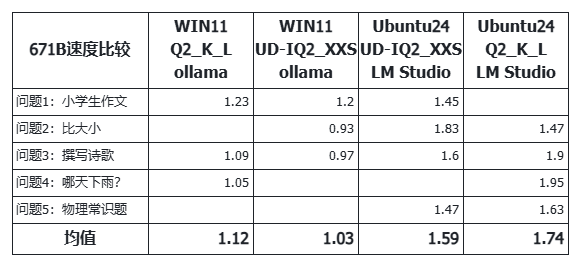 671B速度比较 WIN11 Q2_K_L ollama WIN11 UD-IQ2_XXS ollama Ubuntu24 UD-IQ2_XXS LM Studio Ubuntu24 Q2_K_L LM Studio
问题1：小学生作文 1.23 1.2 1.45
问题2：比大小 0.93 1.83 1.47
问题3：撰写诗歌 1.09 0.97 1.6 1.9
问题4：哪天下雨？ 1.05 1.95
问题5：物理常识题 1.47 1.63
均值 1.12 1.03 1.59 1.74